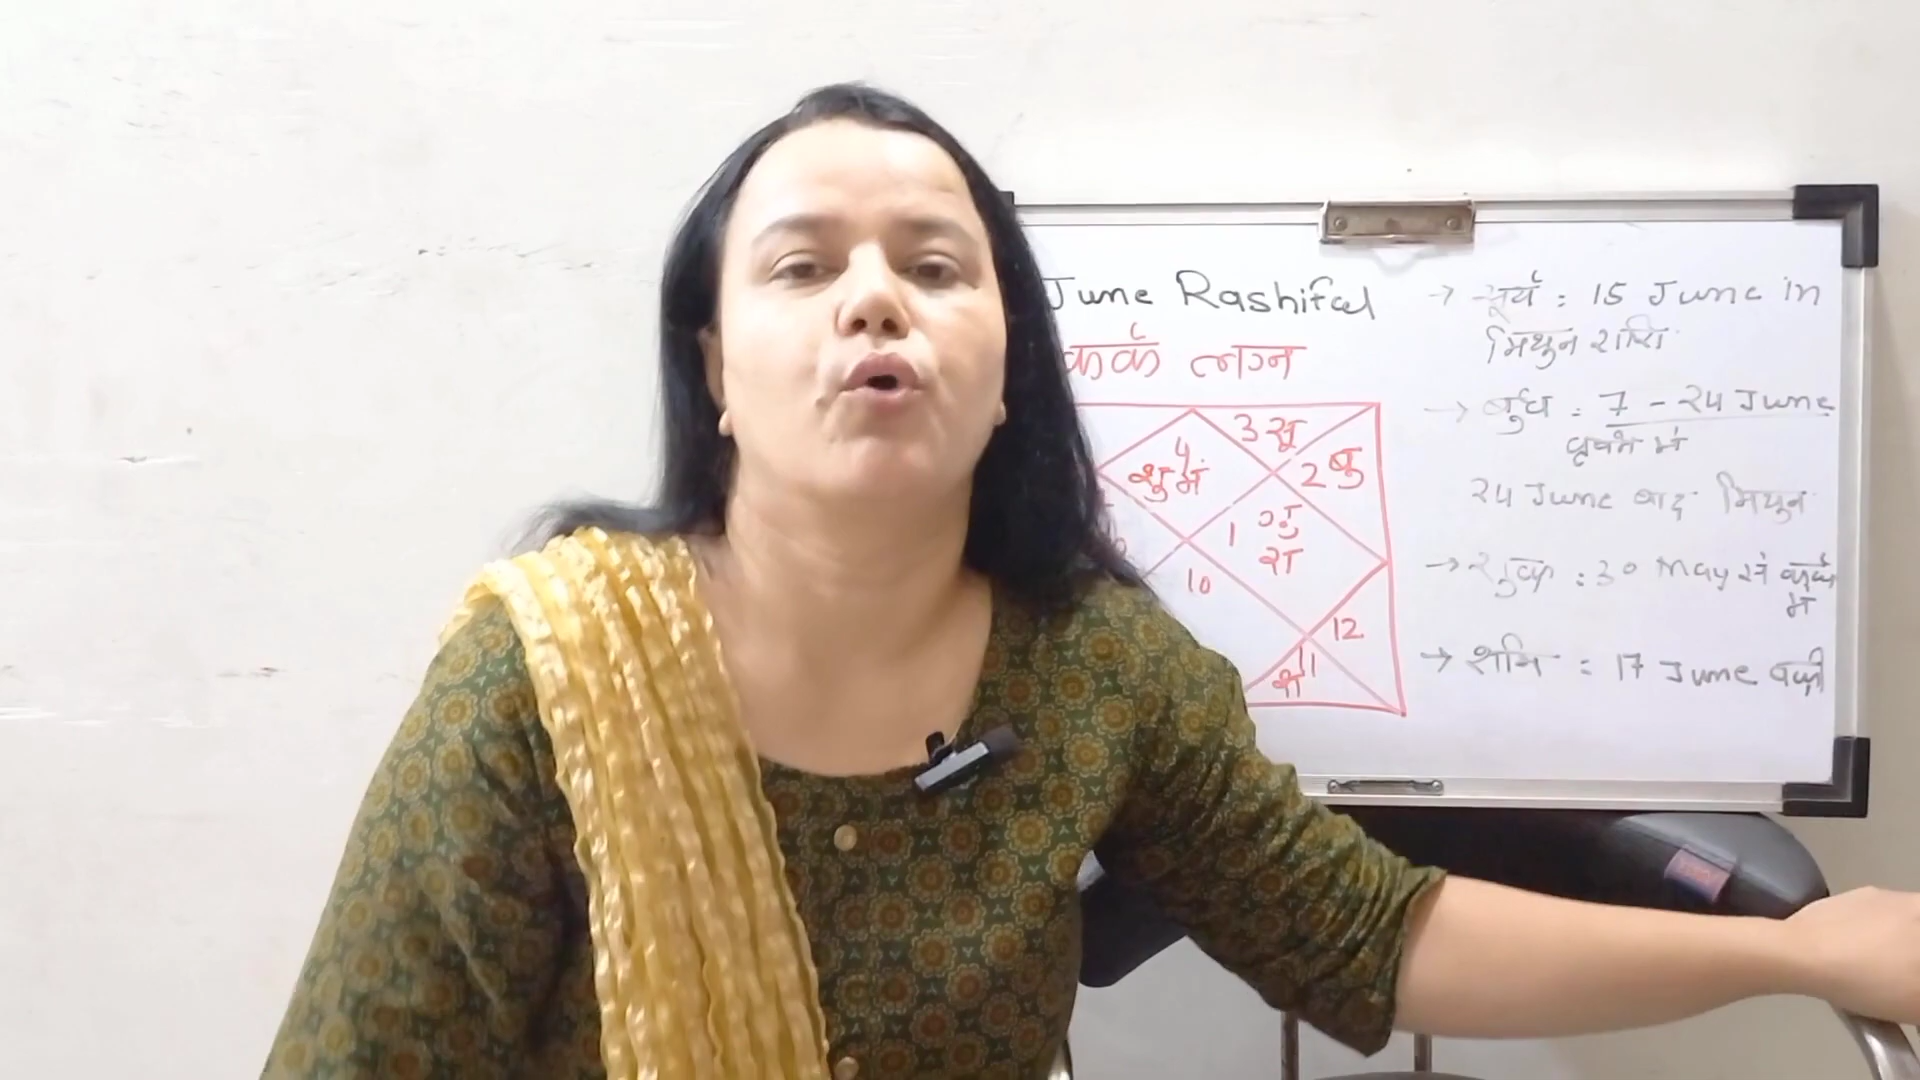 June Rashifal
कर्क लग्न
3 सू
4
शु मं
2 बु
1 गु
रा
10
12
11
श
→ सूर्य : 15 June in
मिथुन राशि
→ बुध : 7 - 24 June
वृषभ में
24 June बाद मिथुन
→ शुक्र : 30 May से कर्क
में
→ शनि : 17 June वक्री